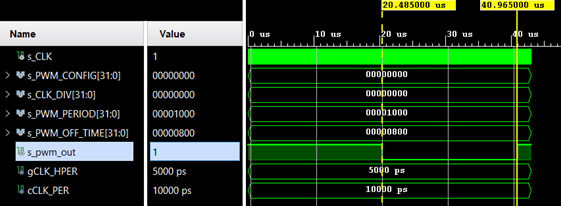 20.485000 us 40.965000 us
Name Value
0 us 10 us 20 us 30 us 40 us
s_CLK 1
s_PWM_CONFIG[31:0] 00000000 00000000
s_CLK_DIV[31:0] 00000000 00000000
s_PWM_PERIOD[31:0] 00001000 00001000
s_PWM_OFF_TIME[31:0] 00000800 00000800
s_pwm_out 1
gCLK_HPER 5000 ps 5000 ps
cCLK_PER 10000 ps 10000 ps